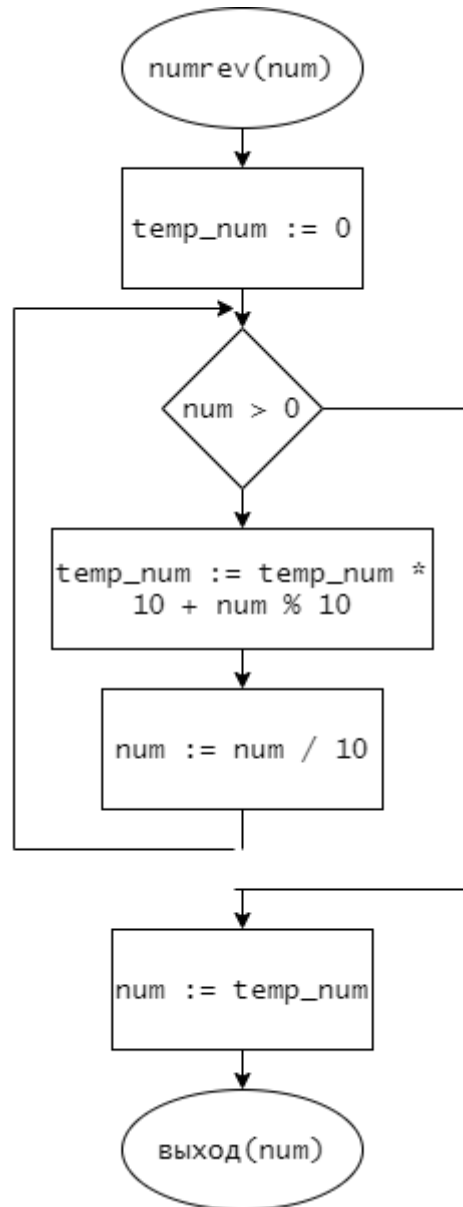 numrev(num)
temp_num := 0
num > 0
temp_num := temp_num *
10 + num % 10
num := num / 10
num := temp_num
выход(num)